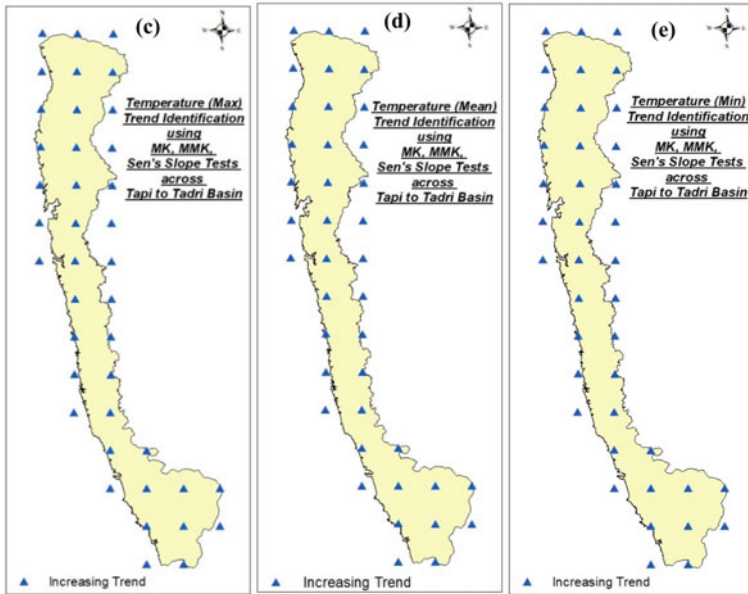 (c)
N
W E
S
Temperature (Max)
Trend Identification
using
MK, MMK,
Sen's Slope Tests
across
Tapi to Tadri Basin
Increasing Trend
(d)
N
W E
S
Temperature (Mean)
Trend Identification
using
MK, MMK,
Sen's Slope Tests
across
Tapi to Tadri Basin
Increasing Trend
(e)
N
W E
S
Temperature (Min)
Trend Identification
using
MK, MMK,
Sen's Slope Tests
across
Tapi to Tadri Basin
Increasing Trend